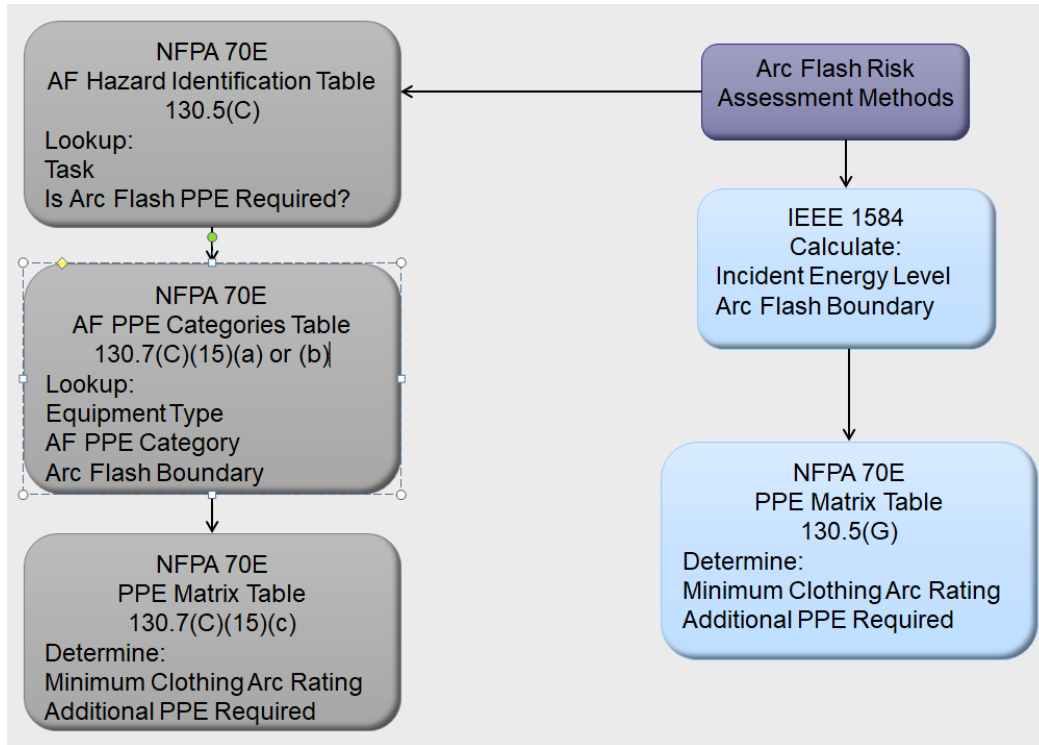 NFPA 70E
AF Hazard Identification Table
130.5(C)
Lookup:
Task
Is Arc Flash PPE Required?
NFPA 70E
AF PPE Categories Table
130.7(C)(15)(a) or (b)
Lookup:
Equipment Type
AF PPE Category
Arc Flash Boundary
NFPA 70E
PPE Matrix Table
130.7(C)(15)(c)
Determine:
Minimum Clothing Arc Rating
Additional PPE Required
Arc Flash Risk
Assessment Methods
IEEE 1584
Calculate:
Incident Energy Level
Arc Flash Boundary
NFPA 70E
PPE Matrix Table
130.5(G)
Determine:
Minimum Clothing Arc Rating
Additional PPE Required